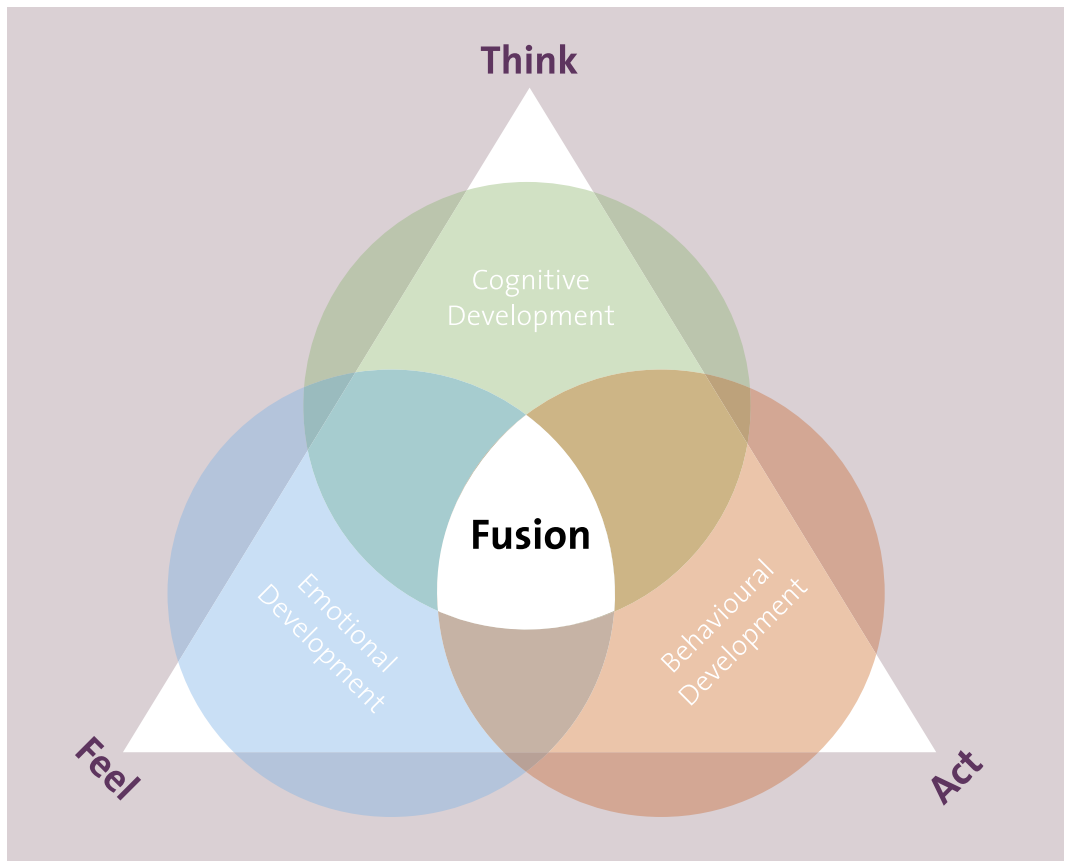 Think
Cognitive
Development
Fusion
Emotional
Development
Behavioural
Development
Feel
Act